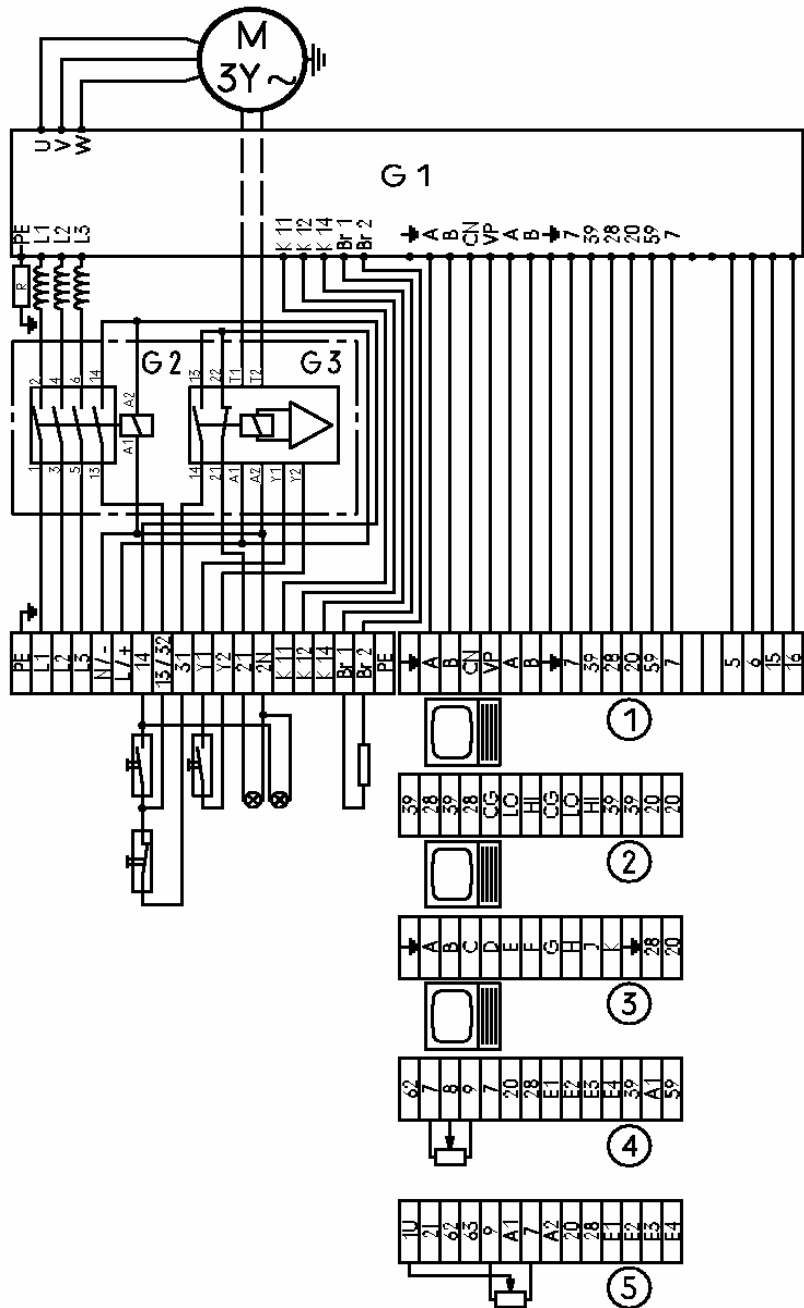 M
3Y ~
U V W
G 1
PE L1 L2 L3 K 11 K 12 K 14 Br 1 Br 2 A B CN VP A B 7 39 28 20 59 7
R
G 2 G 3
2 4 6 14 A2 13 22 T1 T2
1 3 5 13 A1 14 21 A1 A2 Y1 Y2
PE L1 L2 L3 N/- L/+ 14 13/32 31 Y1 Y2 21 2N K 11 K 12 K 14 Br 1 Br 2 PE A B CN VP A B 7 39 28 20 59 7 5 6 15 16
1
39 28 39 28 CG LO HI CG LO HI 39 39 20 20
2
A B C D E F G H J K 28 20
3
62 7 8 9 7 20 28 E1 E2 E3 E4 39 A1 59
4
1U 2I 62 63 9 A1 7 A2 20 28 E1 E2 E3 E4
5